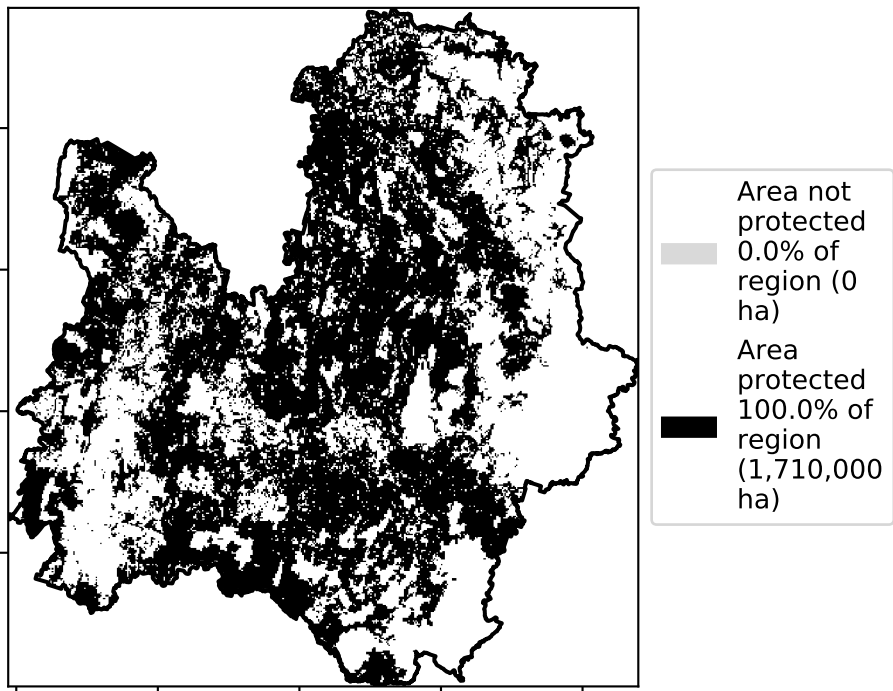 Area not
protected
0.0% of
region (0
ha)
Area
protected
100.0% of
region
(1,710,000
ha)